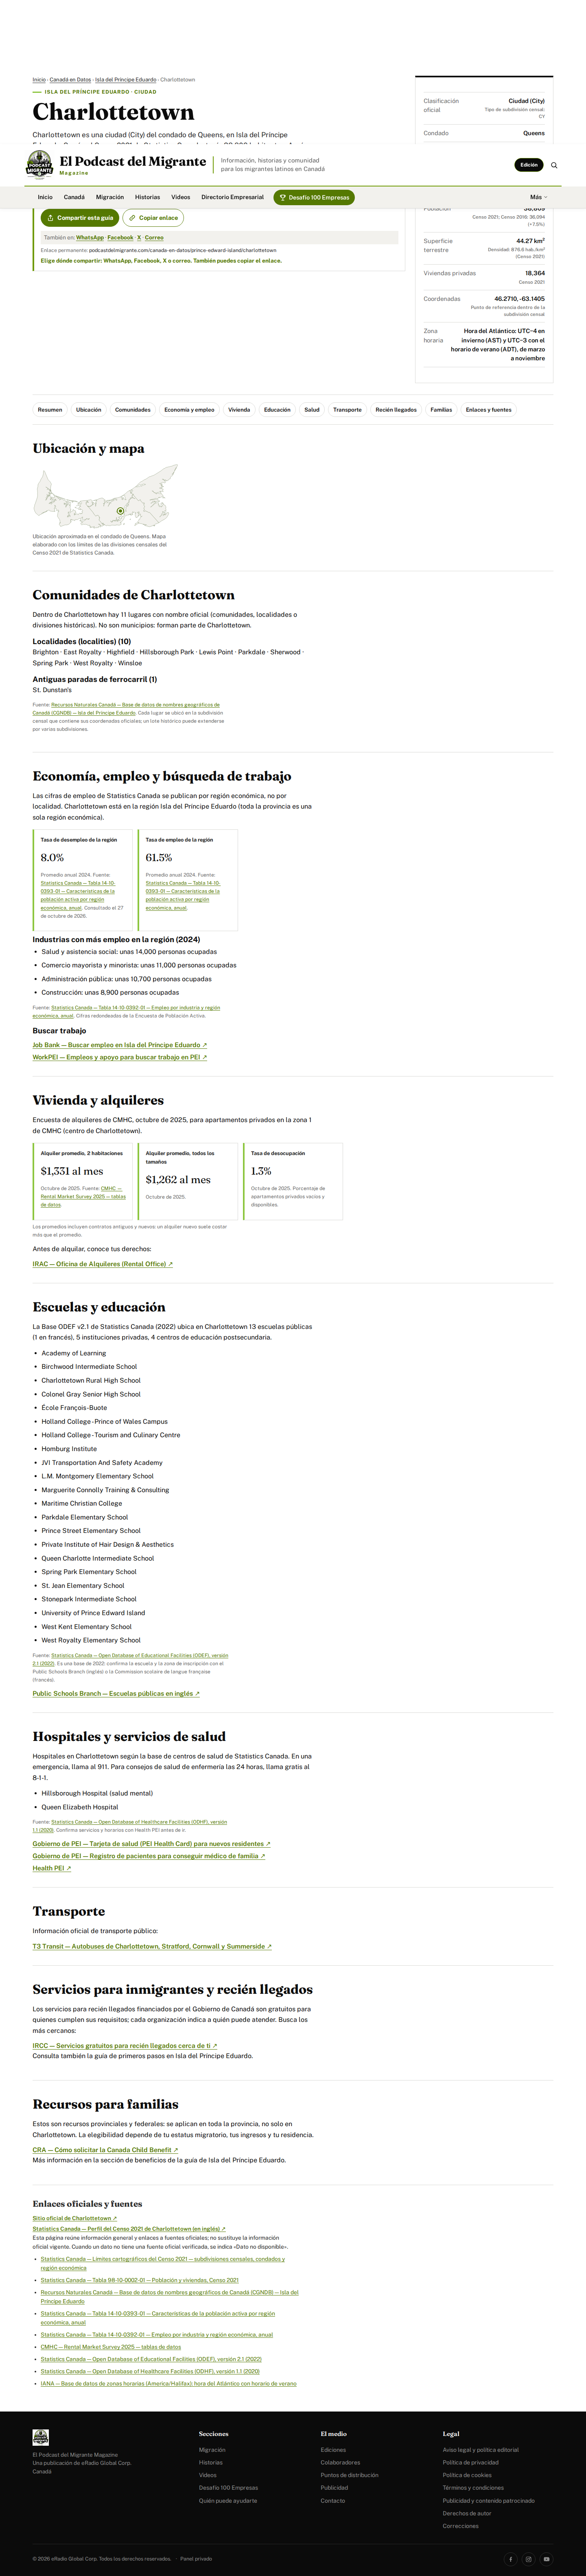 Inicio · Canadá en Datos · Isla del Príncipe Eduardo · Charlottetown
ISLA DEL PRÍNCIPE EDUARDO · CIUDAD
Charlottetown
Charlottetown es una ciudad (City) del condado de Queens, en Isla del Príncipe
PODCAST MIGRANTE
El Podcast del Migrante
Magazine
Información, historias y comunidad
para los migrantes latinos en Canadá
Edición
Inicio
Canadá
Migración
Historias
Videos
Directorio Empresarial
Desafío 100 Empresas
Más
Compartir esta guía
Copiar enlace
También en: WhatsApp · Facebook · X · Correo
Enlace permanente: podcastdelmigrante.com/canada-en-datos/prince-edward-island/charlottetown
Elige dónde compartir: WhatsApp, Facebook, X o correo. También puedes copiar el enlace.
Clasificación oficial
Ciudad (City)
Tipo de subdivisión censal: CY
Condado
Queens
Censo 2021; Censo 2016: 36,094 (+7.5%)
Superficie terrestre
44.27 km²
Densidad: 876.6 hab./km² (Censo 2021)
Viviendas privadas
18,364
Censo 2021
Coordenadas
46.2710, -63.1405
Punto de referencia dentro de la subdivisión censal
Zona horaria
Hora del Atlántico: UTC−4 en invierno (AST) y UTC−3 con el horario de verano (ADT), de marzo a noviembre
Resumen
Ubicación
Comunidades
Economía y empleo
Vivienda
Educación
Salud
Transporte
Recién llegados
Familias
Enlaces y fuentes
Ubicación y mapa
Ubicación aproximada en el condado de Queens. Mapa
elaborado con los límites de las divisiones censales del
Censo 2021 de Statistics Canada.
Comunidades de Charlottetown
Dentro de Charlottetown hay 11 lugares con nombre oficial (comunidades, localidades o
divisiones históricas). No son municipios: forman parte de Charlottetown.
Localidades (localities) (10)
Brighton · East Royalty · Highfield · Hillsborough Park · Lewis Point · Parkdale · Sherwood ·
Spring Park · West Royalty · Winsloe
Antiguas paradas de ferrocarril (1)
St. Dunstan's
Fuente: Recursos Naturales Canadá — Base de datos de nombres geográficos de
Canadá (CGNDB) — Isla del Príncipe Eduardo. Cada lugar se ubicó en la subdivisión
censal que contiene sus coordenadas oficiales; un lote histórico puede extenderse
por varias subdivisiones.
Economía, empleo y búsqueda de trabajo
Las cifras de empleo de Statistics Canada se publican por región económica, no por
localidad. Charlottetown está en la región Isla del Príncipe Eduardo (toda la provincia es una
sola región económica).
Tasa de desempleo de la región
8.0%
Promedio anual 2024. Fuente:
Statistics Canada — Tabla 14-10-
0393-01 — Características de la
población activa por región
económica, anual. Consultado el 27
de octubre de 2026.
Tasa de empleo de la región
61.5%
Promedio anual 2024. Fuente:
Statistics Canada — Tabla 14-10-
0393-01 — Características de la
población activa por región
económica, anual.
Industrias con más empleo en la región (2024)
• Salud y asistencia social: unas 14,000 personas ocupadas
• Comercio mayorista y minorista: unas 11,000 personas ocupadas
• Administración pública: unas 10,700 personas ocupadas
• Construcción: unas 8,900 personas ocupadas
Fuente: Statistics Canada — Tabla 14-10-0392-01 — Empleo por industria y región
económica, anual. Cifras redondeadas de la Encuesta de Población Activa.
Buscar trabajo
Job Bank — Buscar empleo en Isla del Príncipe Eduardo ↗
WorkPEI — Empleos y apoyo para buscar trabajo en PEI ↗
Vivienda y alquileres
Encuesta de alquileres de CMHC, octubre de 2025, para apartamentos privados en la zona 1
de CMHC (centro de Charlottetown).
Alquiler promedio, 2 habitaciones
$1,331 al mes
Octubre de 2025. Fuente: CMHC —
Rental Market Survey 2025 — tablas
de datos.
Alquiler promedio, todos los
tamaños
$1,262 al mes
Octubre de 2025.
Tasa de desocupación
1.3%
Octubre de 2025. Porcentaje de
apartamentos privados vacíos y
disponibles.
Los promedios incluyen contratos antiguos y nuevos: un alquiler nuevo suele costar
más que el promedio.
Antes de alquilar, conoce tus derechos:
IRAC — Oficina de Alquileres (Rental Office) ↗
Escuelas y educación
La Base ODEF v2.1 de Statistics Canada (2022) ubica en Charlottetown 13 escuelas públicas
(1 en francés), 5 instituciones privadas, 4 centros de educación postsecundaria.
• Academy of Learning
• Birchwood Intermediate School
• Charlottetown Rural High School
• Colonel Gray Senior High School
• École François-Buote
• Holland College - Prince of Wales Campus
• Holland College - Tourism and Culinary Centre
• Homburg Institute
• JVI Transportation And Safety Academy
• L.M. Montgomery Elementary School
• Marguerite Connolly Training & Consulting
• Maritime Christian College
• Parkdale Elementary School
• Prince Street Elementary School
• Private Institute of Hair Design & Aesthetics
• Queen Charlotte Intermediate School
• Spring Park Elementary School
• St. Jean Elementary School
• Stonepark Intermediate School
• University of Prince Edward Island
• West Kent Elementary School
• West Royalty Elementary School
Fuente: Statistics Canada — Open Database of Educational Facilities (ODEF), versión
2.1 (2022). Es una base de 2022: confirma la escuela y la zona de inscripción con el
Public Schools Branch (inglés) o la Commission scolaire de langue française
(francés).
Public Schools Branch — Escuelas públicas en inglés ↗
Hospitales y servicios de salud
Hospitales en Charlottetown según la base de centros de salud de Statistics Canada. En una
emergencia, llama al 911. Para consejos de salud de enfermería las 24 horas, llama gratis al
8-1-1.
• Hillsborough Hospital (salud mental)
• Queen Elizabeth Hospital
Fuente: Statistics Canada — Open Database of Healthcare Facilities (ODHF), versión
1.1 (2020). Confirma servicios y horarios con Health PEI antes de ir.
Gobierno de PEI — Tarjeta de salud (PEI Health Card) para nuevos residentes ↗
Gobierno de PEI — Registro de pacientes para conseguir médico de familia ↗
Health PEI ↗
Transporte
Información oficial de transporte público:
T3 Transit — Autobuses de Charlottetown, Stratford, Cornwall y Summerside ↗
Servicios para inmigrantes y recién llegados
Los servicios para recién llegados financiados por el Gobierno de Canadá son gratuitos para
quienes cumplen sus requisitos; cada organización indica a quién puede atender. Busca los
más cercanos:
IRCC — Servicios gratuitos para recién llegados cerca de ti ↗
Consulta también la guía de primeros pasos en Isla del Príncipe Eduardo.
Recursos para familias
Estos son recursos provinciales y federales: se aplican en toda la provincia, no solo en
Charlottetown. La elegibilidad depende de tu estatus migratorio, tus ingresos y tu residencia.
CRA — Cómo solicitar la Canada Child Benefit ↗
Más información en la sección de beneficios de la guía de Isla del Príncipe Eduardo.
Enlaces oficiales y fuentes
Sitio oficial de Charlottetown ↗
Statistics Canada — Perfil del Censo 2021 de Charlottetown (en inglés) ↗
Esta página reúne información general y enlaces a fuentes oficiales; no sustituye la información
oficial vigente. Cuando un dato no tiene una fuente oficial verificada, se indica «Dato no disponible».
• Statistics Canada — Límites cartográficos del Censo 2021 — subdivisiones censales, condados y
región económica
• Statistics Canada — Tabla 98-10-0002-01 — Población y viviendas, Censo 2021
• Recursos Naturales Canadá — Base de datos de nombres geográficos de Canadá (CGNDB) — Isla del
Príncipe Eduardo
• Statistics Canada — Tabla 14-10-0393-01 — Características de la población activa por región
económica, anual
• Statistics Canada — Tabla 14-10-0392-01 — Empleo por industria y región económica, anual
• CMHC — Rental Market Survey 2025 — tablas de datos
• Statistics Canada — Open Database of Educational Facilities (ODEF), versión 2.1 (2022)
• Statistics Canada — Open Database of Healthcare Facilities (ODHF), versión 1.1 (2020)
• IANA — Base de datos de zonas horarias (America/Halifax): hora del Atlántico con horario de verano
El Podcast del Migrante Magazine
Una publicación de eRadio Global Corp.
Canadá
Secciones
Migración
Historias
Videos
Desafío 100 Empresas
Quién puede ayudarte
El medio
Ediciones
Colaboradores
Puntos de distribución
Publicidad
Contacto
Legal
Aviso legal y política editorial
Política de privacidad
Política de cookies
Términos y condiciones
Publicidad y contenido patrocinado
Derechos de autor
Correcciones
© 2026 eRadio Global Corp. Todos los derechos reservados. · Panel privado